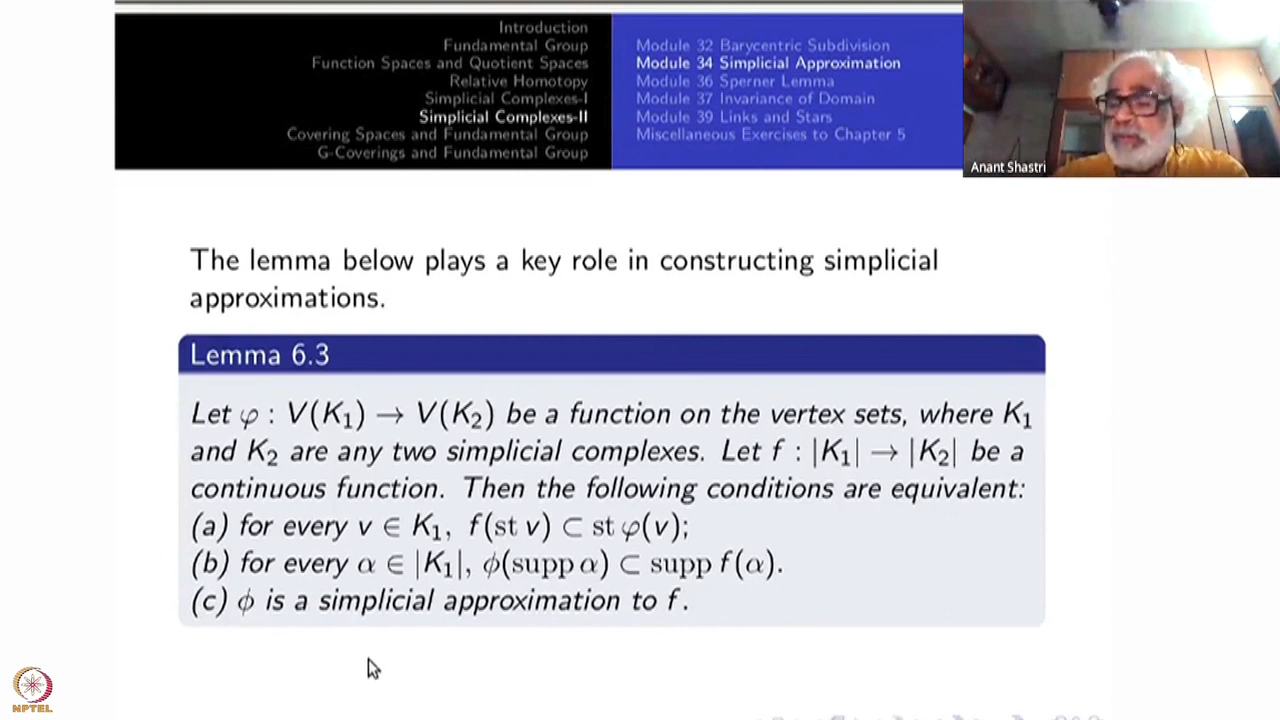 Introduction
Fundamental Group
Function Spaces and Quotient Spaces
Relative Homotopy
Simplicial Complexes-I
Simplicial Complexes-II
Covering Spaces and Fundamental Group
G-Coverings and Fundamental Group
Module 32 Barycentric Subdivision
Module 34 Simplicial Approximation
Module 36 Sperner Lemma
Module 37 Invariance of Domain
Module 39 Links and Stars
Miscellaneous Exercises to Chapter 5
Anant Shastri
The lemma below plays a key role in constructing simplicial
approximations.
Lemma 6.3
Let φ : V(K₁) → V(K₂) be a function on the vertex sets, where K₁
and K₂ are any two simplicial complexes. Let f : |K₁| → |K₂| be a
continuous function. Then the following conditions are equivalent:
(a) for every v ∈ K₁, f(st v) ⊂ st φ(v);
(b) for every α ∈ |K₁|, ϕ(supp α) ⊂ supp f(α).
(c) ϕ is a simplicial approximation to f.
NPTEL